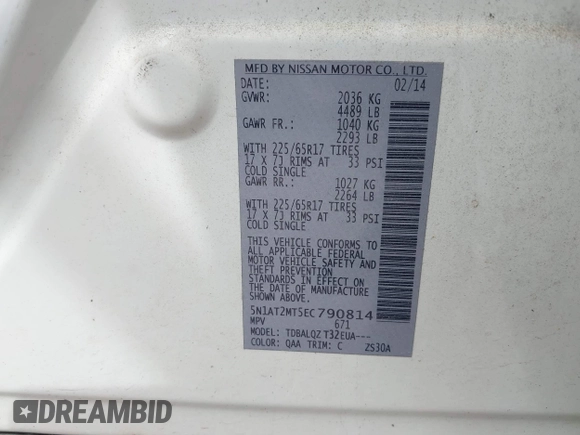 MFD BY NISSAN MOTOR CO., LTD.
DATE: 02/14
GVWR: 2036 KG
4489 LB
GAWR FR.: 1040 KG
2293 LB
WITH 225/65R17 TIRES
17 X 7J RIMS AT 33 PSI
COLD SINGLE
GAWR RR.: 1027 KG
2264 LB
WITH 225/65R17 TIRES
17 X 7J RIMS AT 33 PSI
COLD SINGLE
THIS VEHICLE CONFORMS TO
ALL APPLICABLE FEDERAL
MOTOR VEHICLE SAFETY AND
THEFT PREVENTION
STANDARDS IN EFFECT ON
THE DATE OF MANUFACTURE
SHOWN ABOVE.
5N1AT2MT5EC790814
MPV 671
MODEL: TDBALQZ T32EUA---
COLOR: QAA TRIM: C ZS30A
DREAMBID